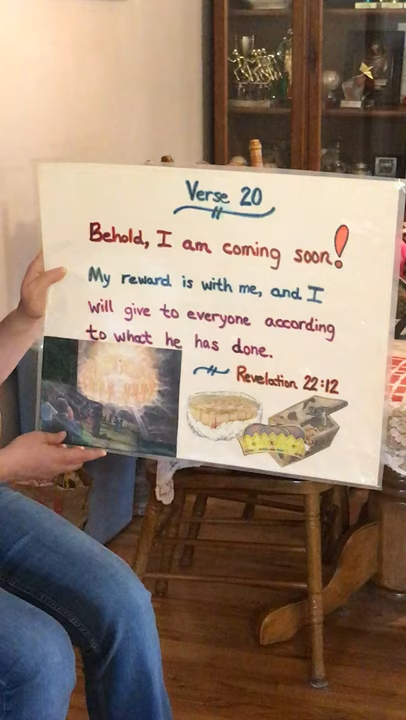 Verse 20
Behold, I am coming soon!
My reward is with me, and I
will give to everyone according
to what he has done.
Revelation 22:12